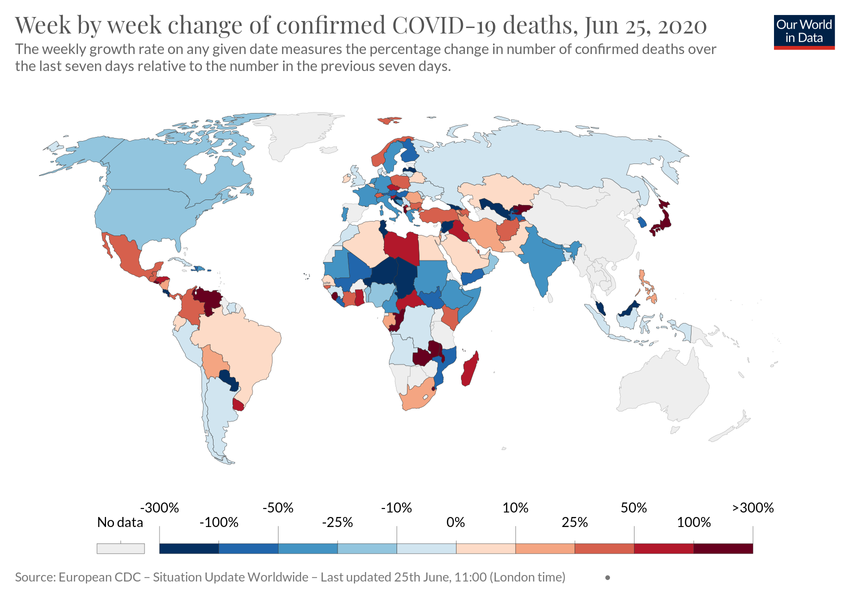 Week by week change of confirmed COVID-19 deaths, Jun 25, 2020
Our World
in Data
The weekly growth rate on any given date measures the percentage change in number of confirmed deaths over
the last seven days relative to the number in the previous seven days.
-300% -50% -10% 10% 50% >300%
No data -100% -25% 0% 25% 100%
Source: European CDC – Situation Update Worldwide – Last updated 25th June, 11:00 (London time) •